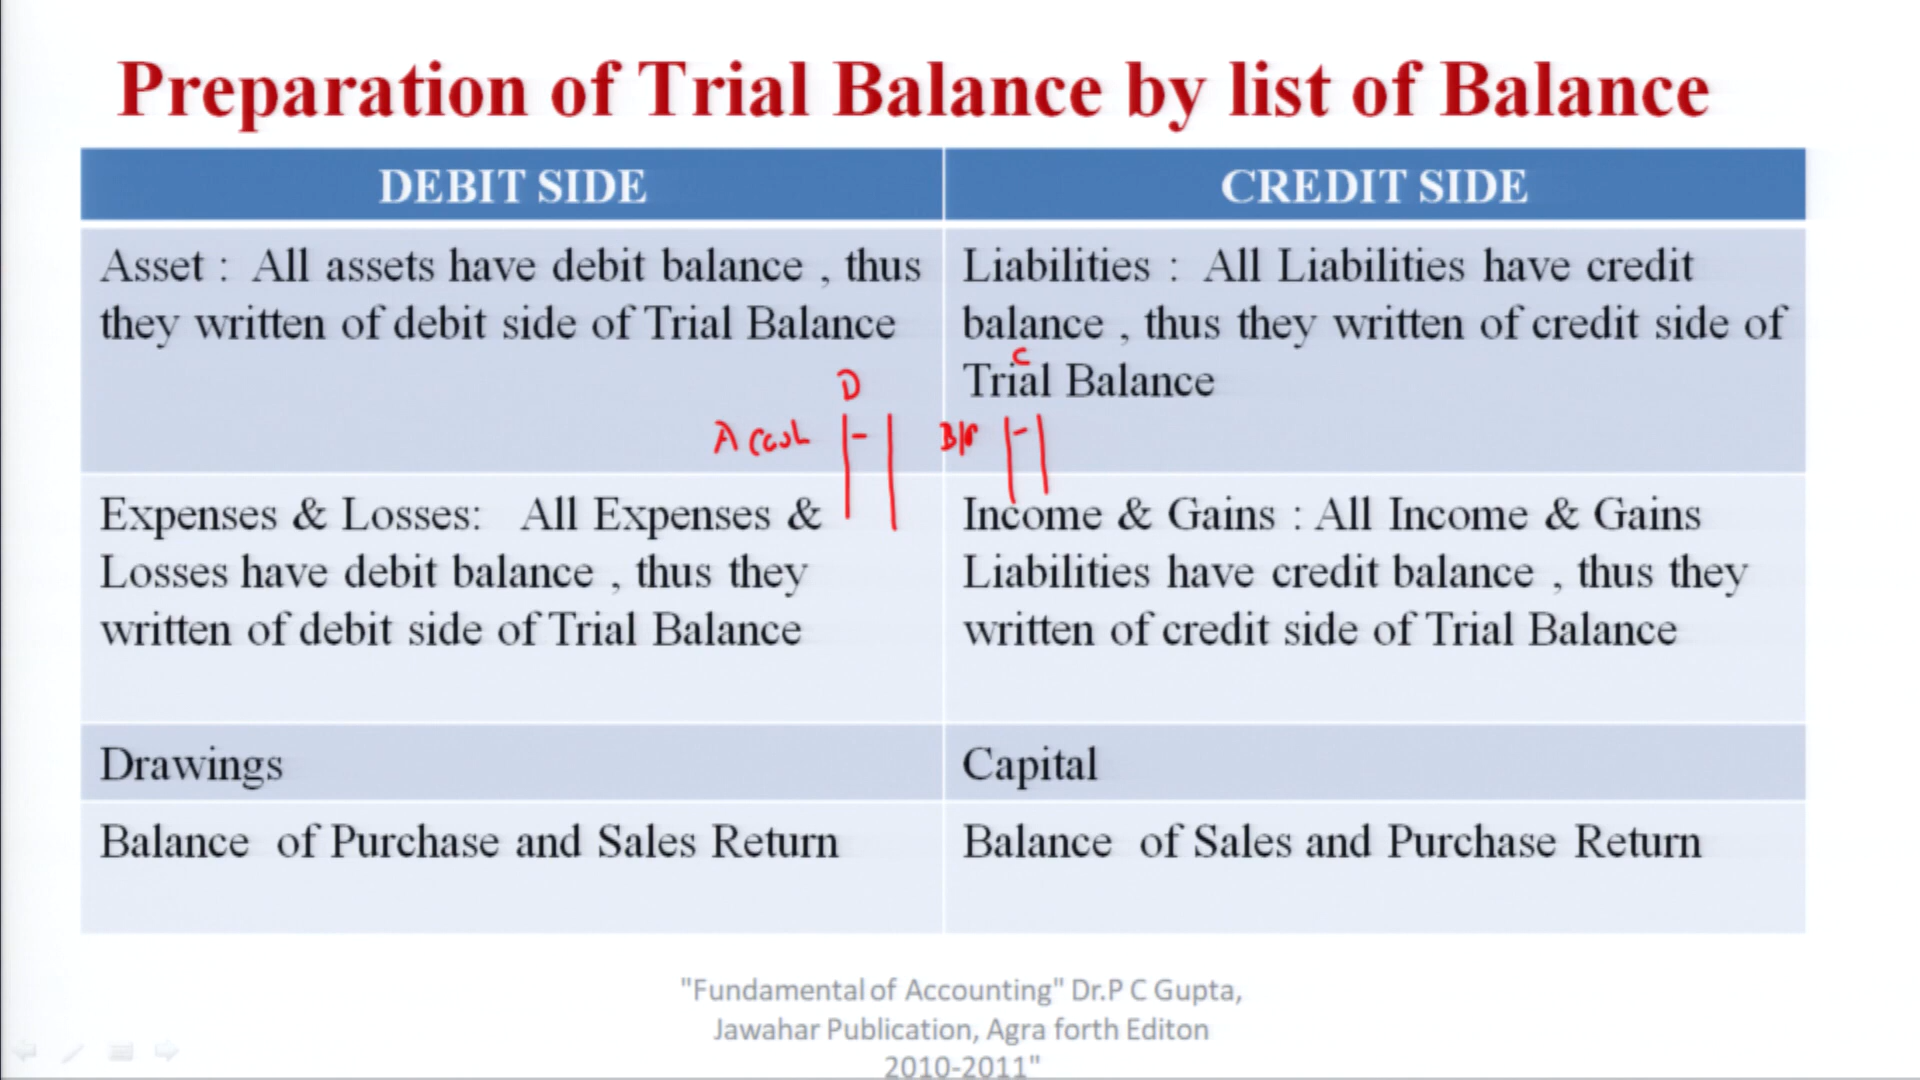 Preparation of Trial Balance by list of Balance
DEBIT SIDE
CREDIT SIDE
Asset : All assets have debit balance , thus
they written of debit side of Trial Balance
Liabilities : All Liabilities have credit
balance , thus they written of credit side of
Trial Balance
D
C
A cash
Expenses & Losses: All Expenses &
Losses have debit balance , thus they
written of debit side of Trial Balance
Income & Gains : All Income & Gains
Liabilities have credit balance , thus they
written of credit side of Trial Balance
Drawings
Capital
Balance of Purchase and Sales Return
Balance of Sales and Purchase Return
"Fundamental of Accounting" Dr.P C Gupta,
Jawahar Publication, Agra forth Editon
2010-2011"